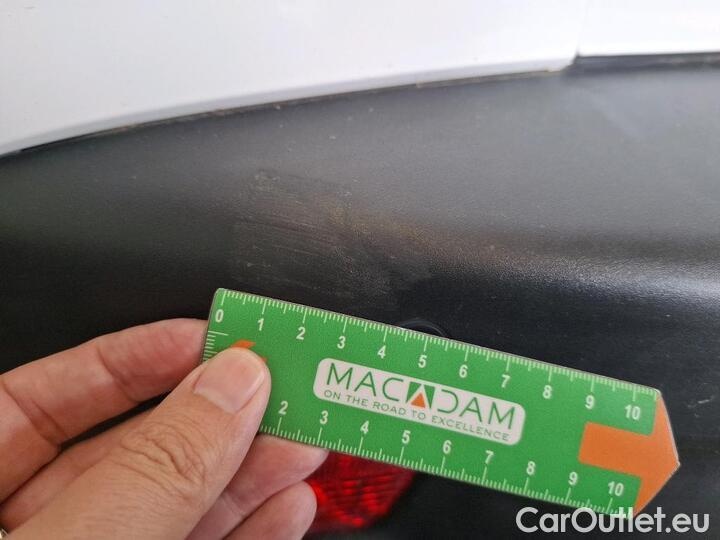 0 1 2 3 4 5 6 7 8 9 10
MACADAM
ON THE ROAD TO EXCELLENCE
2 3 4 5 6 7 8 9 10
CarOutlet.eu